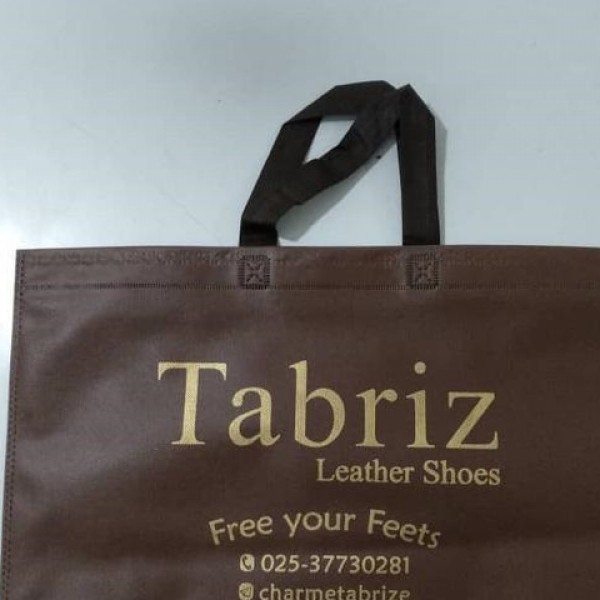 Tabriz
Leather Shoes
Free your Feets
025-37730281
charmetabrize